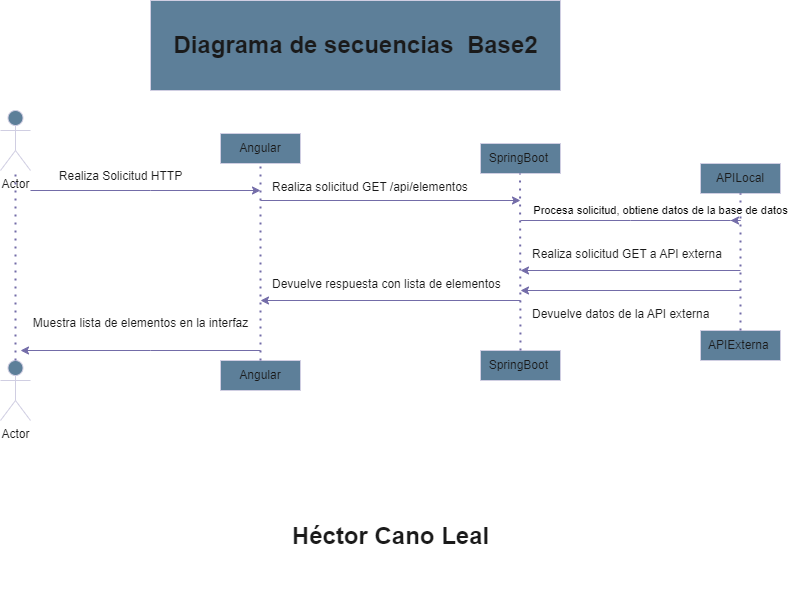 Diagrama de secuencias  Base2
Angular
SpringBoot
APILocal
Actor
Realiza Solicitud HTTP
Realiza solicitud GET /api/elementos
Procesa solicitud, obtiene datos de la base de datos
Realiza solicitud GET a API externa
Devuelve respuesta con lista de elementos
Devuelve datos de la API externa
Muestra lista de elementos en la interfaz
APIExterna
SpringBoot
Angular
Actor
Héctor Cano Leal